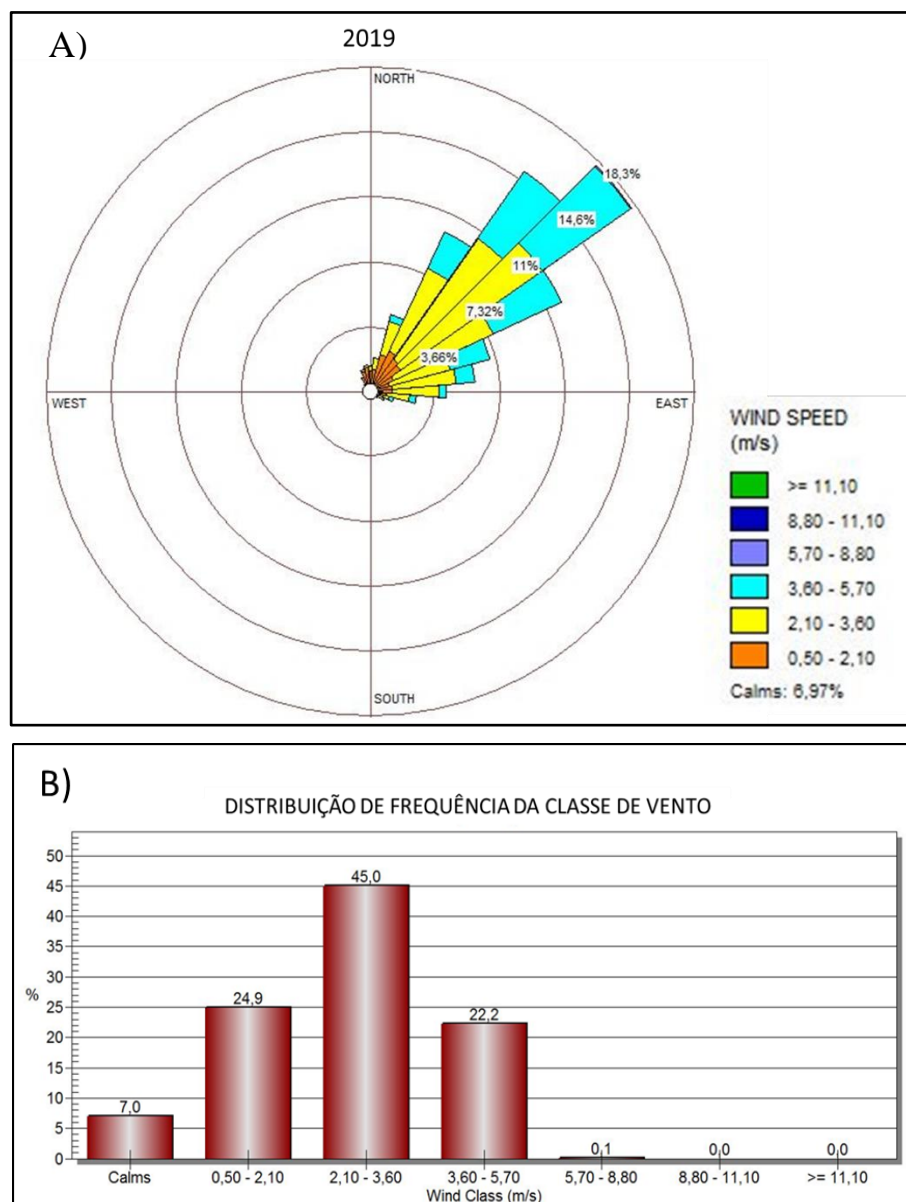 A)
2019
NORTH
18,3%
14,6%
11%
7,32%
3,66%
WEST
EAST
WIND SPEED
(m/s)
>= 11,10
8,80 - 11,10
5,70 - 8,80
3,60 - 5,70
2,10 - 3,60
0,50 - 2,10
Calms: 6,97%
SOUTH
B)
DISTRIBUIÇÃO DE FREQUÊNCIA DA CLASSE DE VENTO
50
45
40
35
30
25
20
15
10
5
0
%
7,0
24,9
45,0
22,2
0,1
0,0
0,0
Calms
0,50 - 2,10
2,10 - 3,60
3,60 - 5,70
5,70 - 8,80
8,80 - 11,10
>= 11,10
Wind Class (m/s)